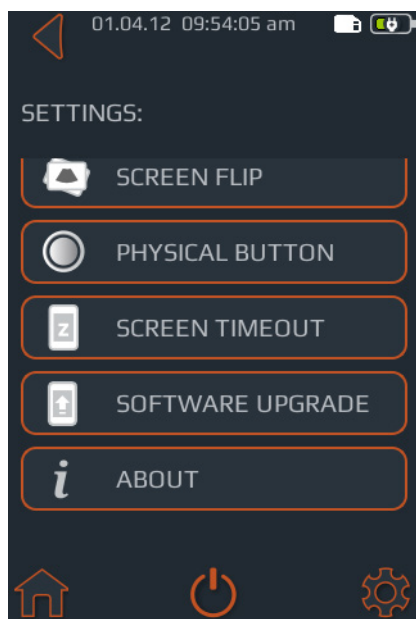 01.04.12 09:54:05 am
SETTINGS:
SCREEN FLIP
PHYSICAL BUTTON
Z
SCREEN TIMEOUT
SOFTWARE UPGRADE
i
ABOUT